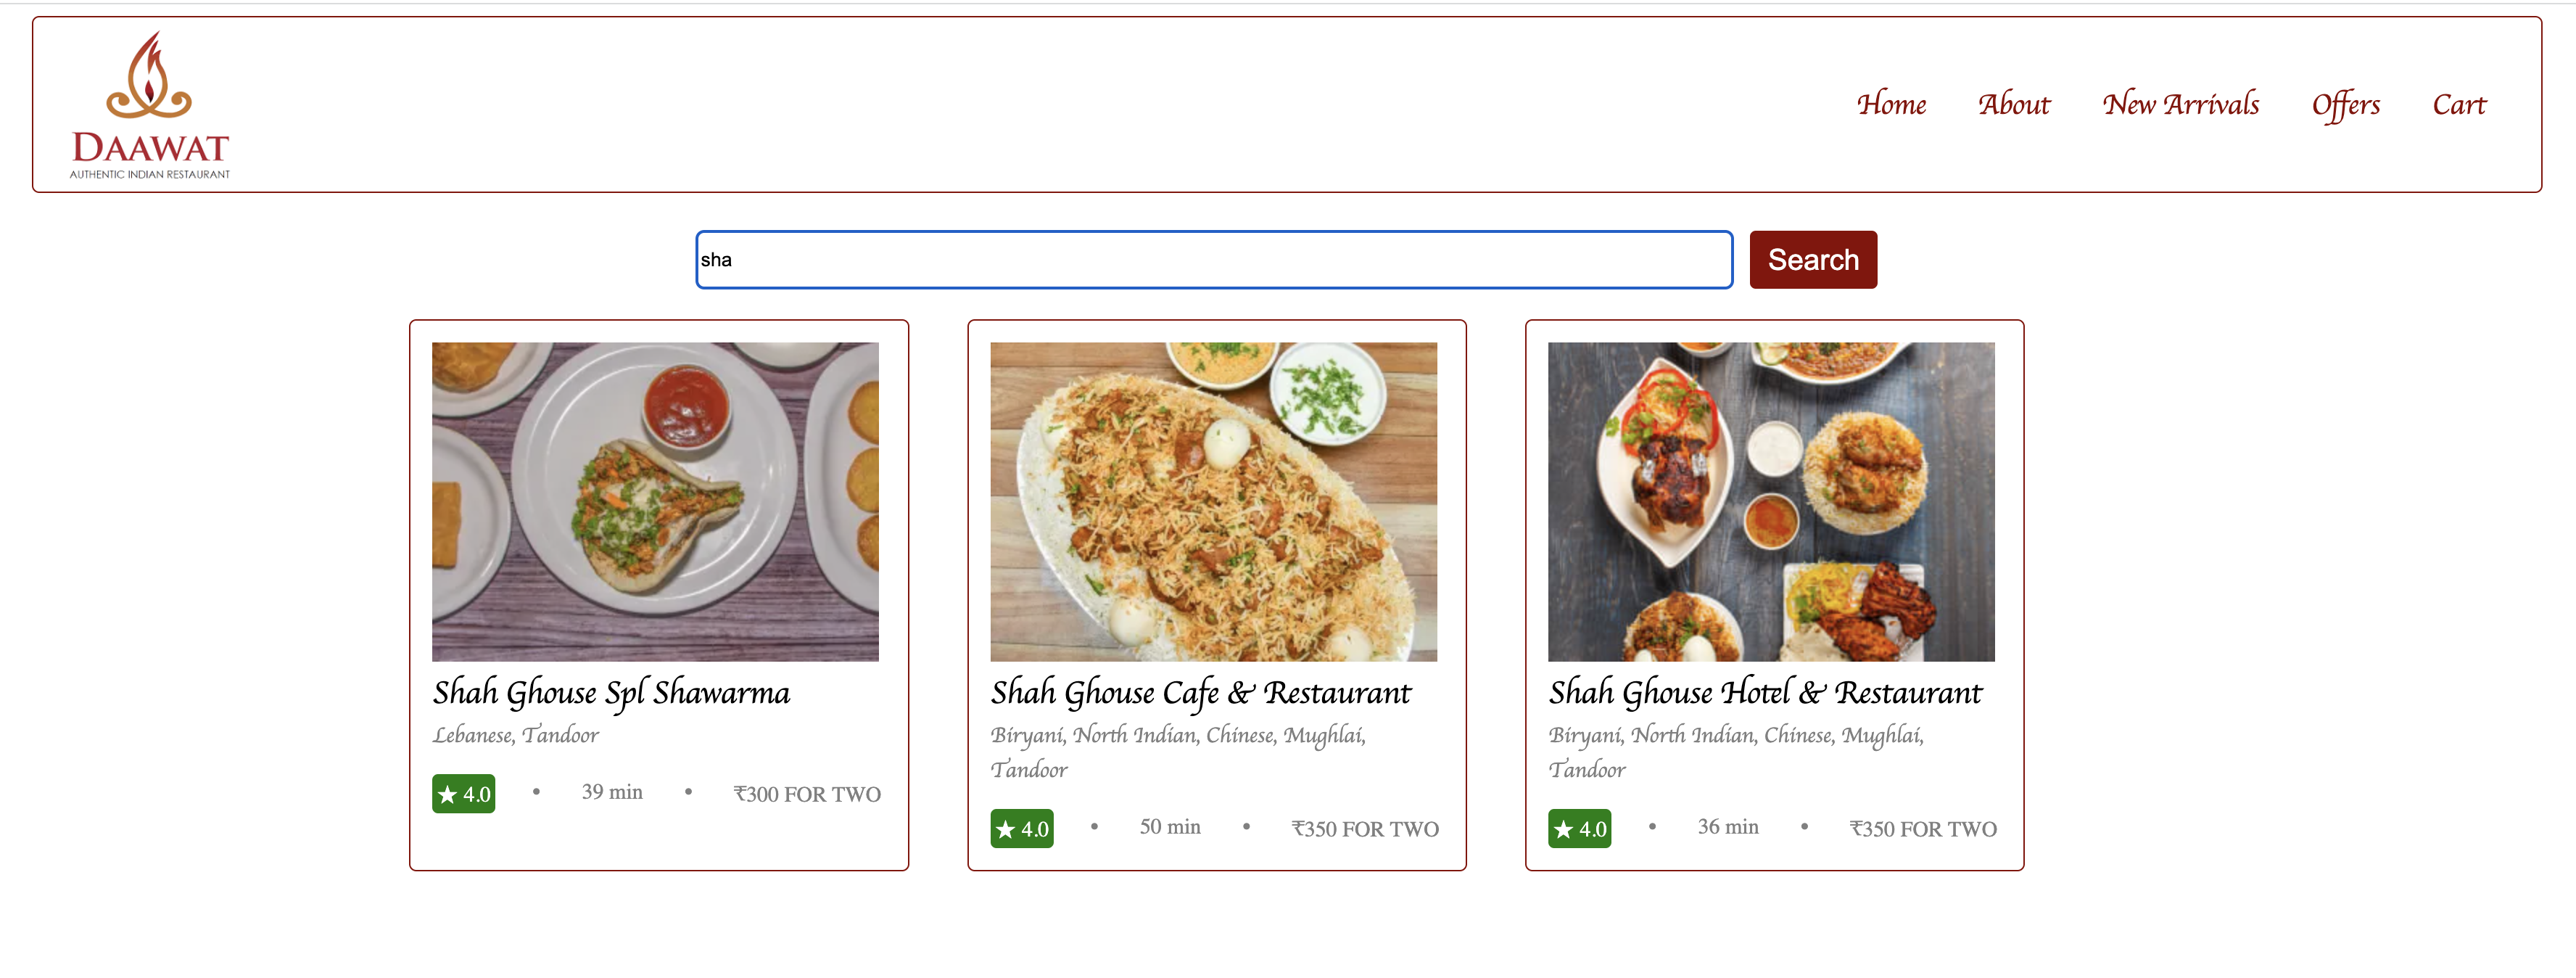 DAAWAT
AUTHENTIC INDIAN RESTAURANT
Home About New Arrivals Offers Cart
sha
Search
Shah Ghouse Spl Shawarma
Lebanese, Tandoor
★ 4.0 • 39 min • ₹300 FOR TWO
Shah Ghouse Cafe & Restaurant
Biryani, North Indian, Chinese, Mughlai,
Tandoor
★ 4.0 • 50 min • ₹350 FOR TWO
Shah Ghouse Hotel & Restaurant
Biryani, North Indian, Chinese, Mughlai,
Tandoor
★ 4.0 • 36 min • ₹350 FOR TWO